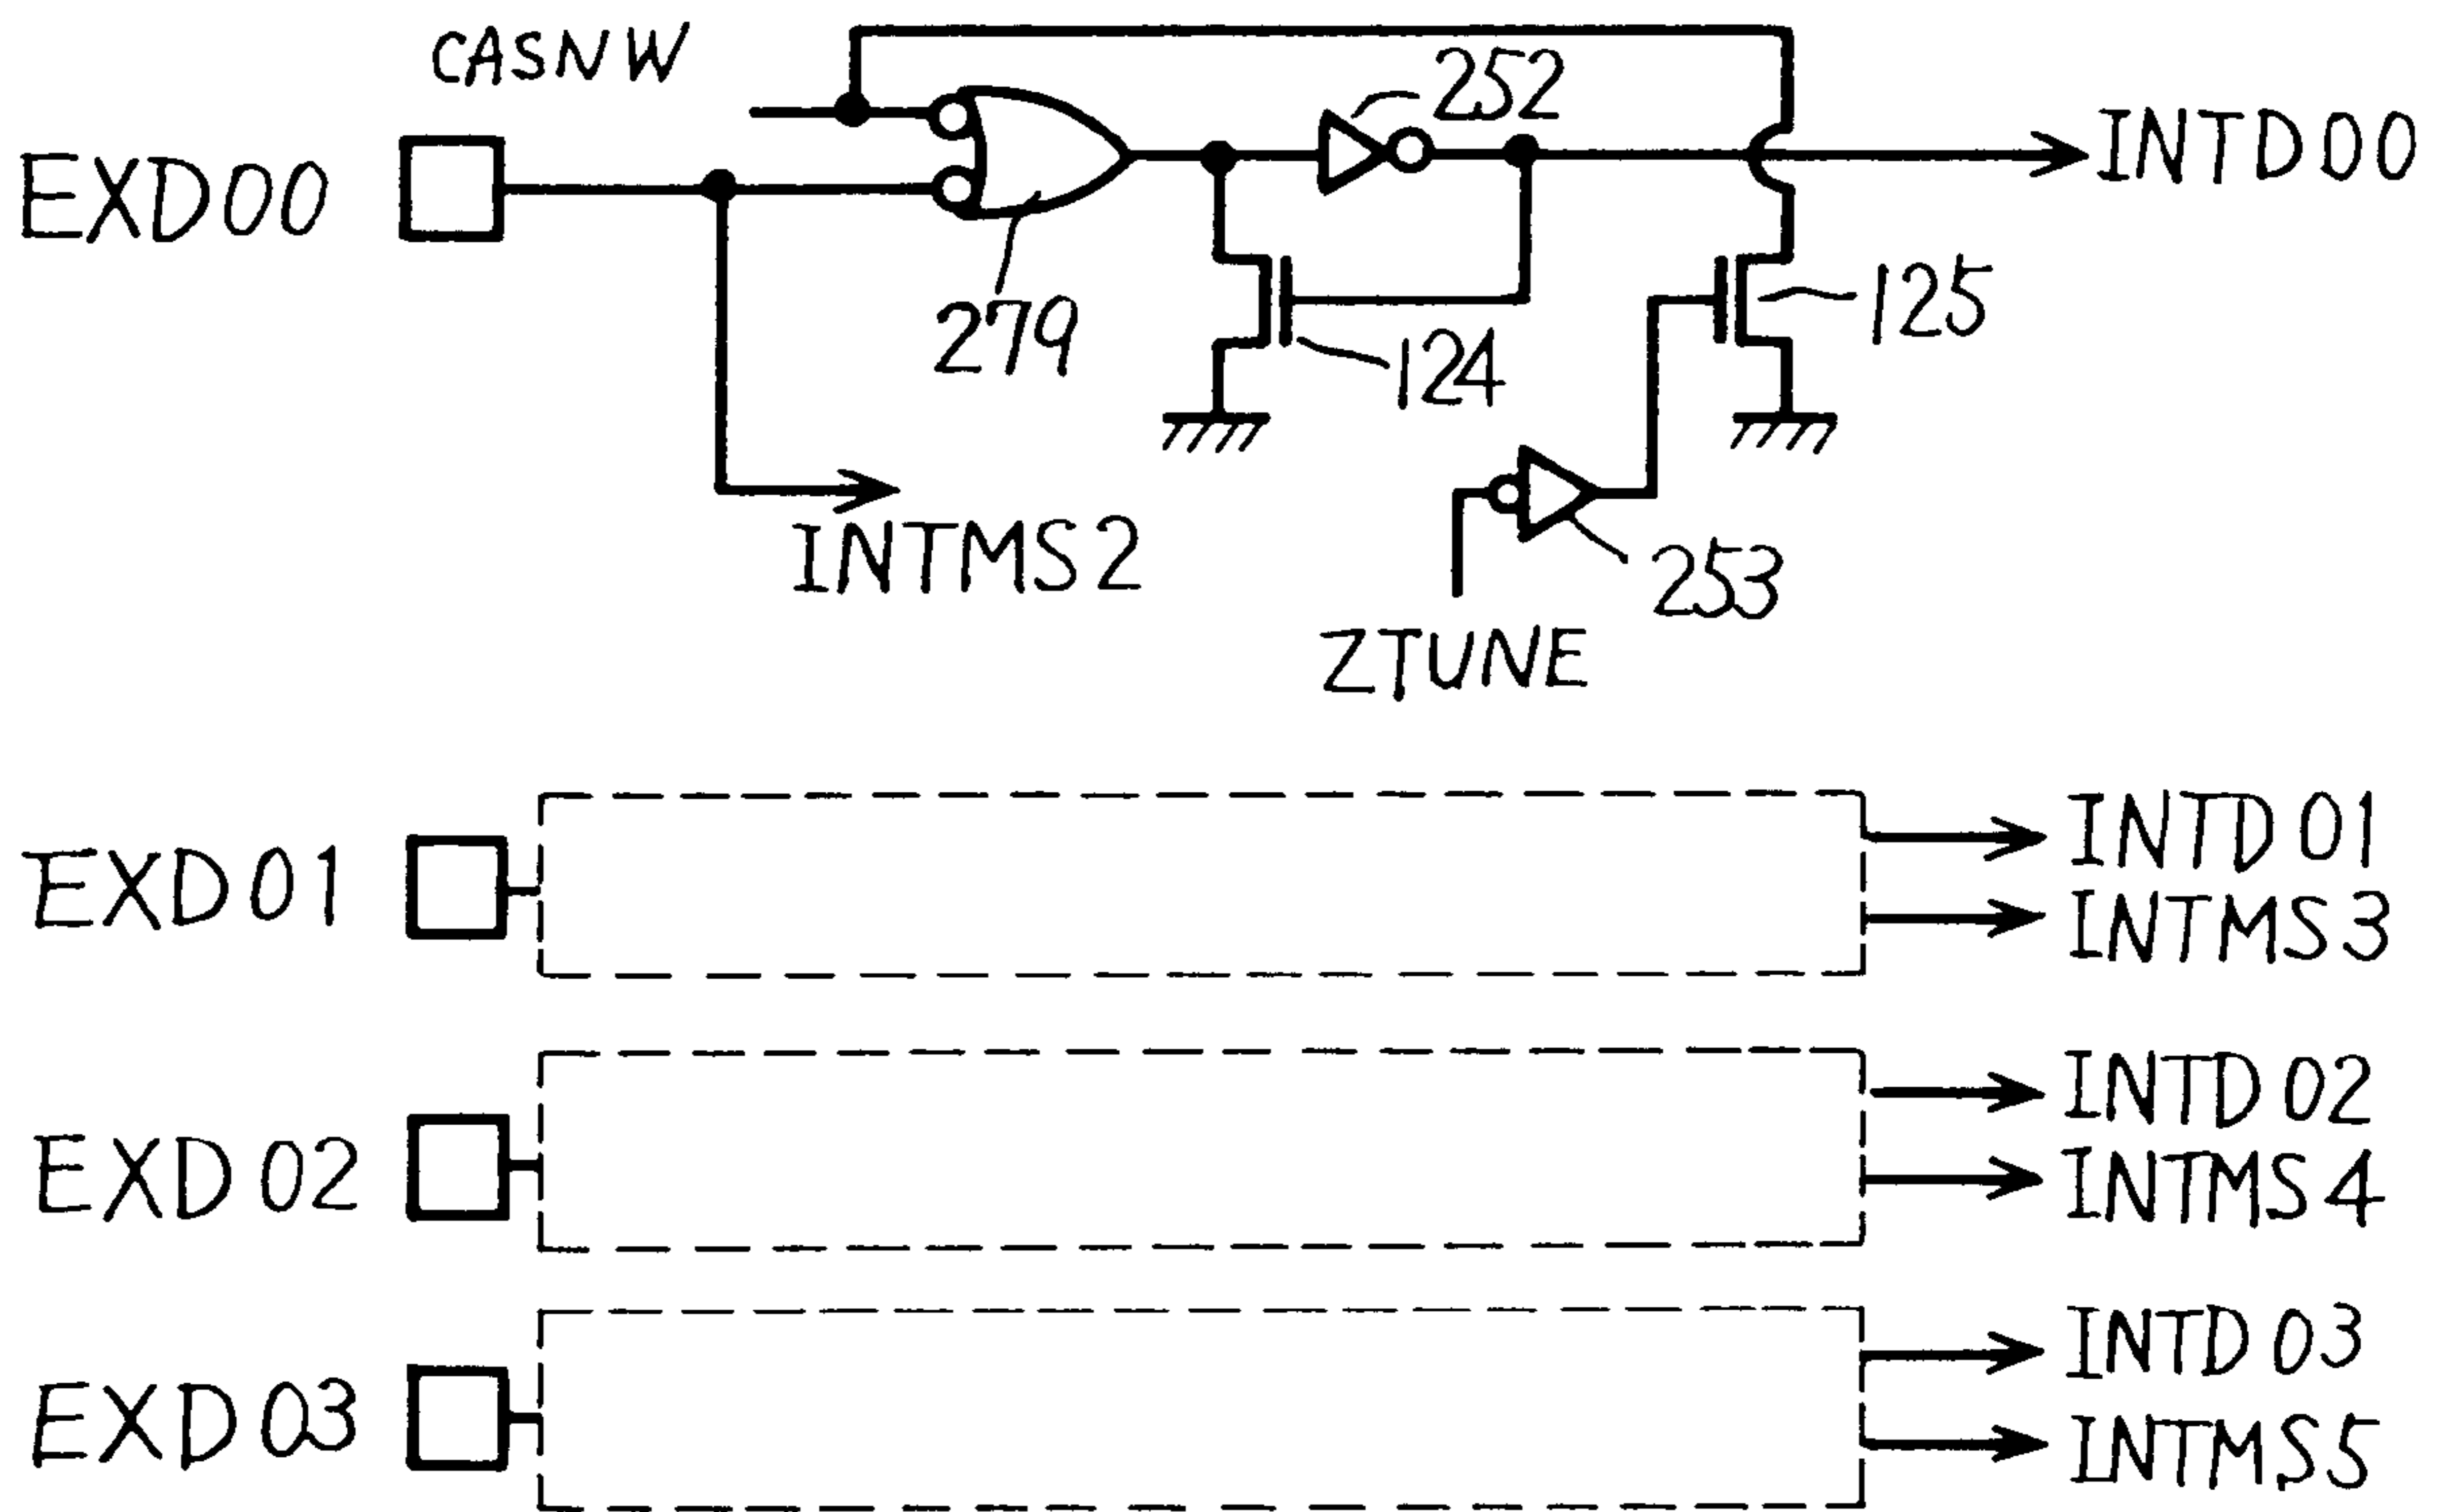 CASNW
252
EXD00
INTD00
279
124
125
INTMS2
253
ZTUNE
EXD01
INTD01
INTMS3
EXD02
INTD02
INTMS4
EXD03
INTD03
INTMS5